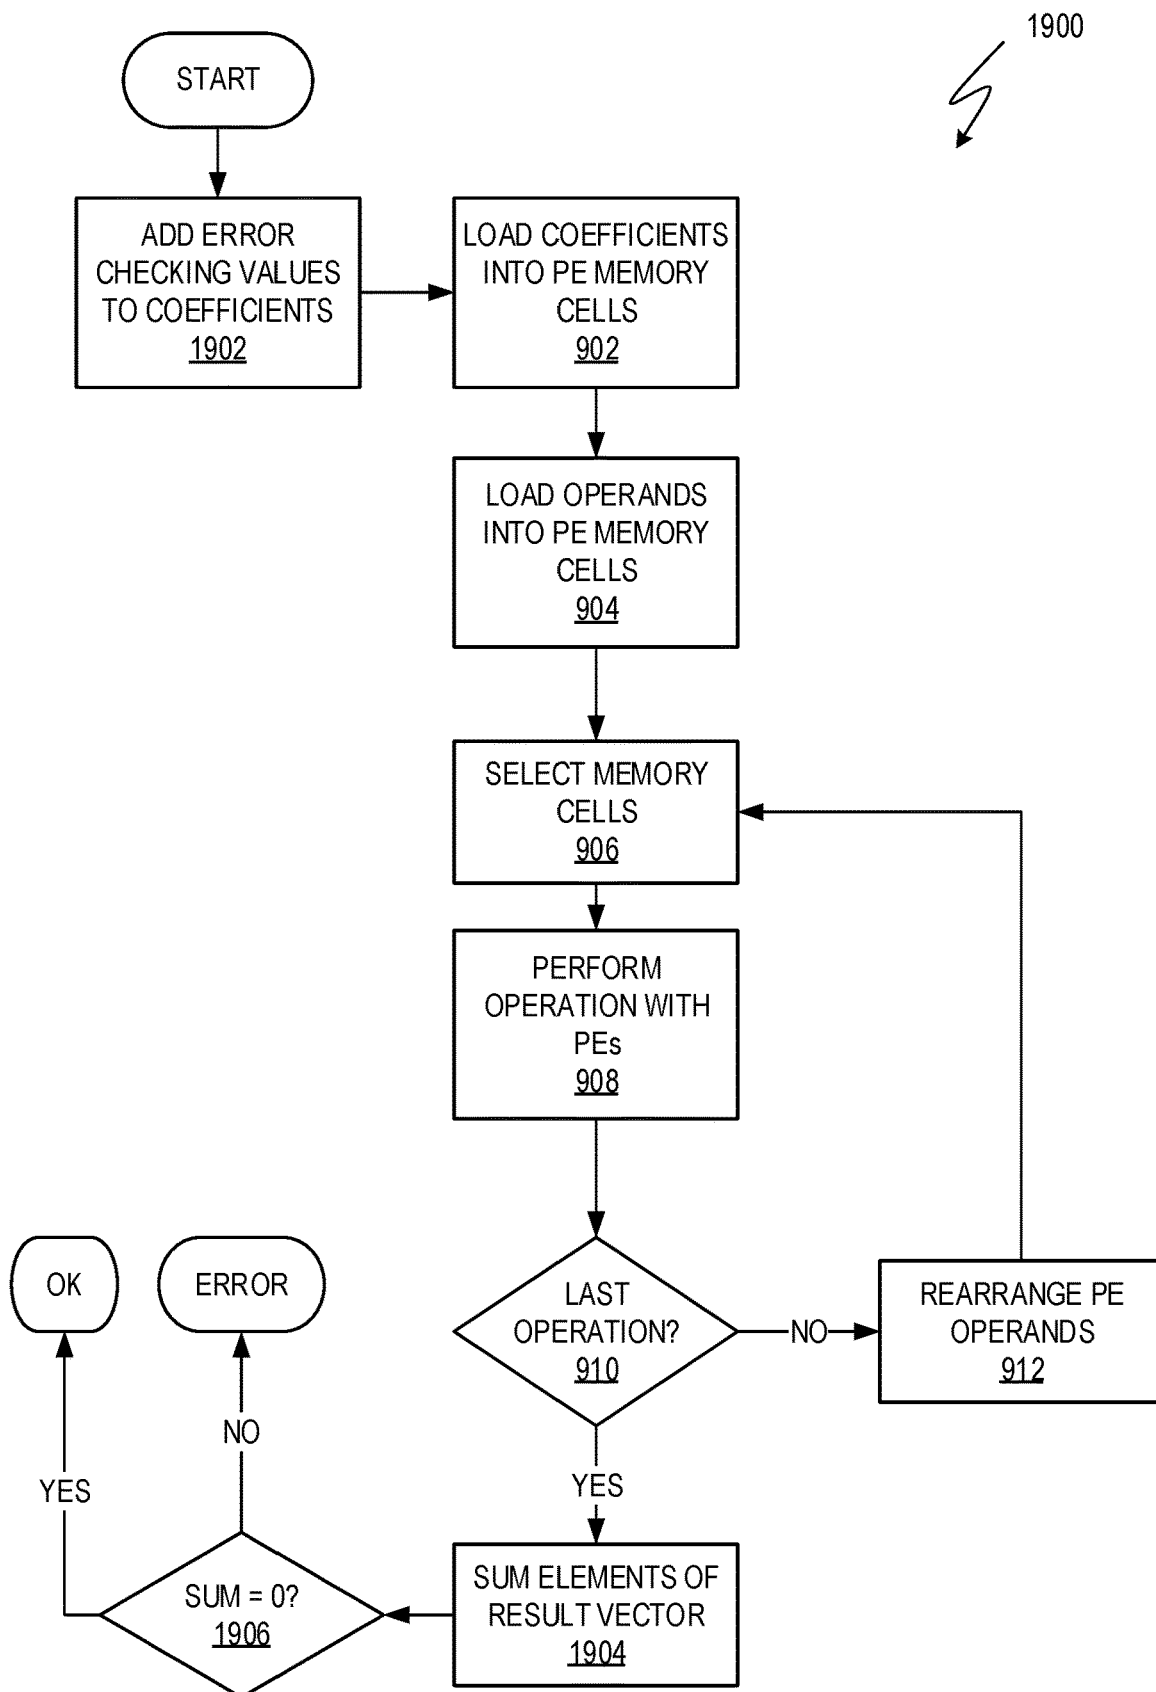 1900
START
ADD ERROR
CHECKING VALUES
TO COEFFICIENTS
1902
LOAD COEFFICIENTS
INTO PE MEMORY
CELLS
902
LOAD OPERANDS
INTO PE MEMORY
CELLS
904
SELECT MEMORY
CELLS
906
PERFORM
OPERATION WITH
PEs
908
LAST
OPERATION?
910
NO
REARRANGE PE
OPERANDS
912
YES
SUM ELEMENTS OF
RESULT VECTOR
1904
SUM = 0?
1906
NO
ERROR
YES
OK